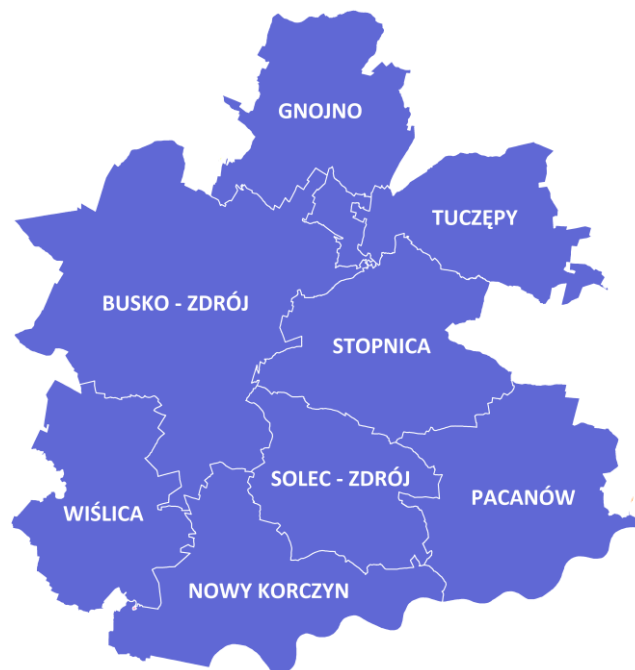 GNOJNO
TUCZĘPY
BUSKO - ZDRÓJ
STOPNICA
SOLEC - ZDRÓJ
PACANÓW
WIŚLICA
NOWY KORCZYN